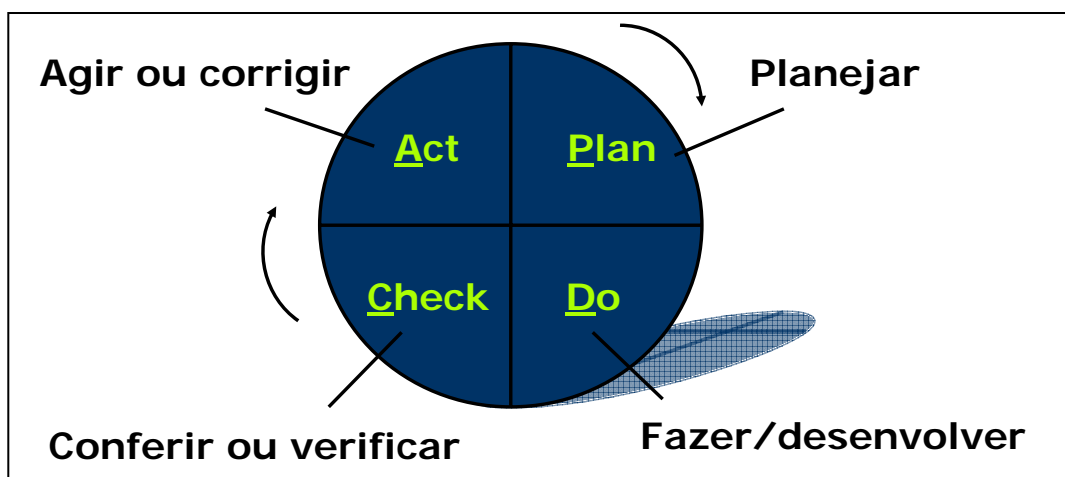 Agir ou corrigir
Planejar
Act
Plan
Check
Do
Conferir ou verificar
Fazer/desenvolver